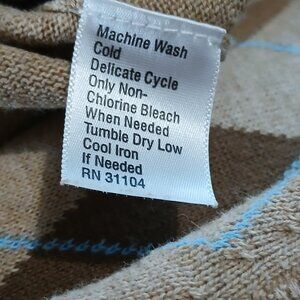 Machine Wash
Cold
Delicate Cycle
Only Non-
Chlorine Bleach
When Needed
Tumble Dry Low
Cool Iron
If Needed
RN 31104